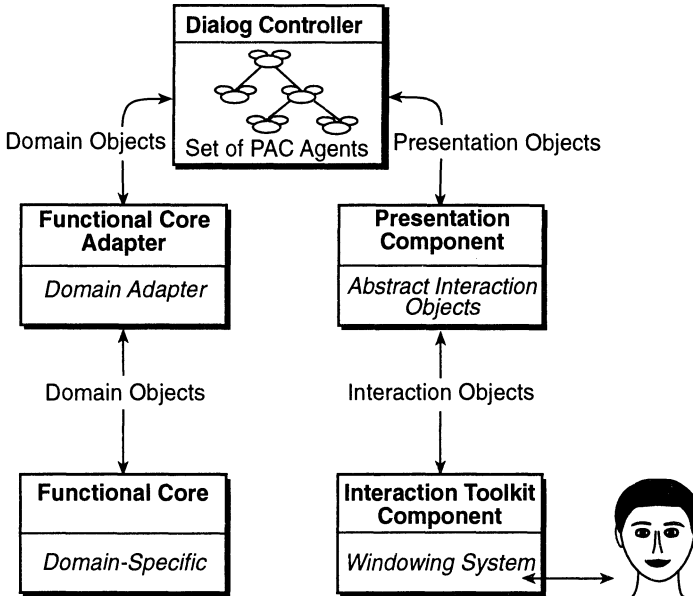 Dialog Controller
Set of PAC Agents
Domain Objects
Presentation Objects
Functional Core
Adapter
Domain Adapter
Presentation
Component
Abstract Interaction
Objects
Domain Objects
Interaction Objects
Functional Core
Domain-Specific
Interaction Toolkit
Component
Windowing System